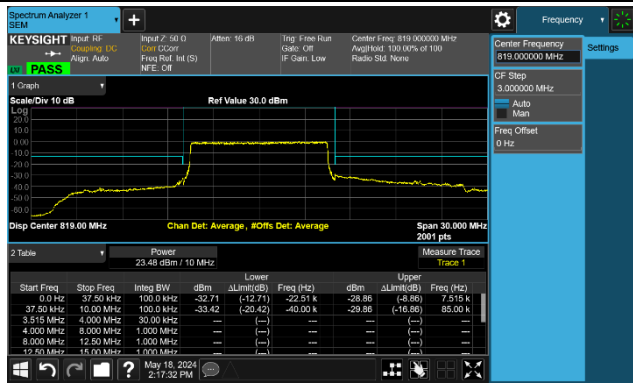 Spectrum Analyzer 1
SEM
Frequency
KEYSIGHT
Input: RF
Coupling: DC
Align: Auto
Input Z: 50 Ω
Corr CCorr
Freq Ref: Int (S)
NFE: Off
Atten: 16 dB
Trig: Free Run
Gate: Off
IF Gain: Low
Center Freq: 819.000000 MHz
Avg|Hold: 100.00% of 100
Radio Std: None
PASS
Center Frequency
819.000000 MHz
Settings
CF Step
3.000000 MHz
Auto
Man
Freq Offset
0 Hz
1 Graph
Scale/Div 10 dB
Ref Value 30.0 dBm
Log
20.0
10.0
0.00
-10.0
-20.0
-30.0
-40.0
-50.0
-60.0
Disp Center 819.00 MHz
Chan Det: Average, #Offs Det: Average
Span 30.000 MHz
2001 pts
2 Table
Power
23.48 dBm / 10 MHz
Measure Trace
Trace 1
Lower Upper
Start Freq Stop Freq Integ BW dBm ΔLimit(dB) Freq (Hz) dBm ΔLimit(dB) Freq (Hz)
0.0 Hz 37.50 kHz 100.0 kHz -32.71 (-12.71) -22.51 k -28.86 (-8.86) 7.515 k
37.50 kHz 10.00 MHz 100.0 kHz -33.42 (-20.42) -40.00 k -29.86 (-16.86) 85.00 k
3.515 MHz 4.000 MHz 30.00 kHz --- (---) --- --- (---) ---
4.000 MHz 8.000 MHz 1.000 MHz --- (---) --- --- (---) ---
8.000 MHz 12.50 MHz 1.000 MHz --- (---) --- --- (---) ---
12.50 MHz 15.00 MHz 1.000 MHz --- (---) --- --- (---) ---
May 18, 2024
2:17:32 PM